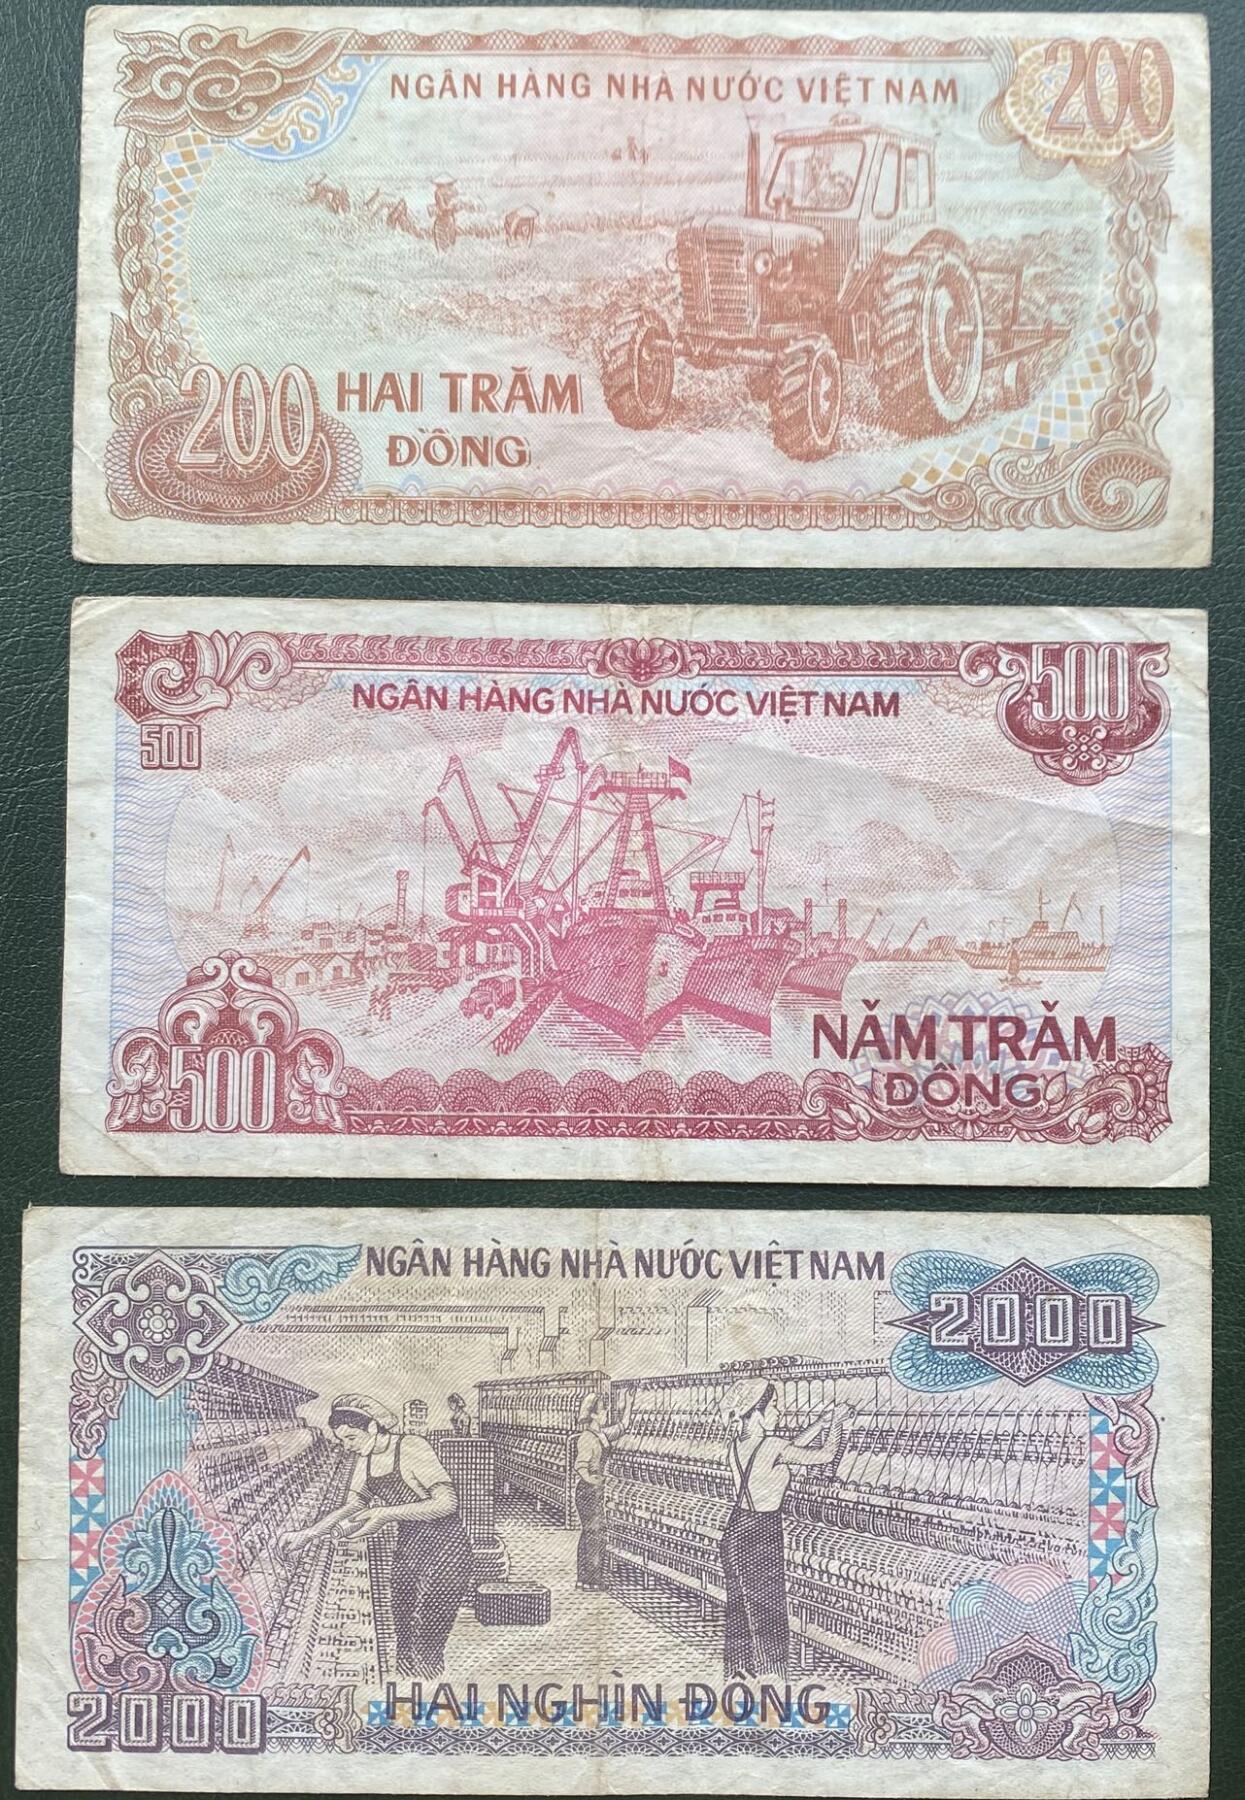 NGÂN HÀNG NHÀ NƯỚC VIỆT NAM
200
200
HAI TRĂM
ĐỒNG
NGÂN HÀNG NHÀ NƯỚC VIỆT NAM
500
500
500
NĂM TRĂM
ĐỒNG
NGÂN HÀNG NHÀ NƯỚC VIỆT NAM
2000
2000
HAI NGHÌN ĐỒNG